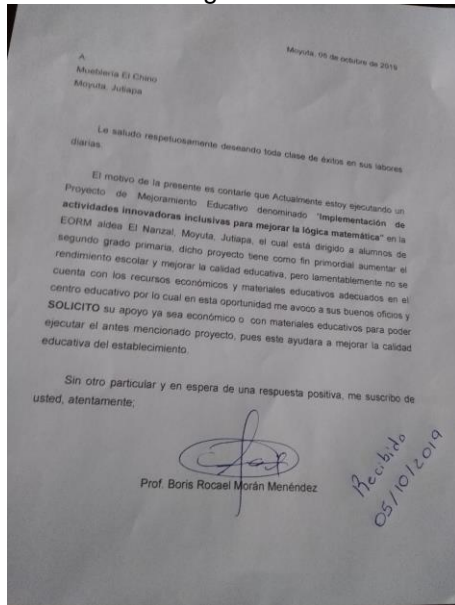 Moyuta, 05 de octubre de 2019
A:
Mueblería El Chino
Moyuta, Jutiapa
Le saludo respetuosamente deseando toda clase de éxitos en sus labores
diarias.
El motivo de la presente es contarle que Actualmente estoy ejecutando un
Proyecto de Mejoramiento Educativo denominado "Implementación de
actividades innovadoras inclusivas para mejorar la lógica matemática" en la
EORM aldea El Nanzal, Moyuta, Jutiapa, el cual está dirigido a alumnos de
segundo grado primaria, dicho proyecto tiene como fin primordial aumentar el
rendimiento escolar y mejorar la calidad educativa, pero lamentablemente no se
cuenta con los recursos económicos y materiales educativos adecuados en el
centro educativo por lo cual en esta oportunidad me avoco a sus buenos oficios y
SOLICITO su apoyo ya sea económico o con materiales educativos para poder
ejecutar el antes mencionado proyecto, pues este ayudara a mejorar la calidad
educativa del establecimiento.
Sin otro particular y en espera de una respuesta positiva, me suscribo de
usted, atentamente;
Prof. Boris Rocael Morán Menéndez
Recibido
05/10/2019